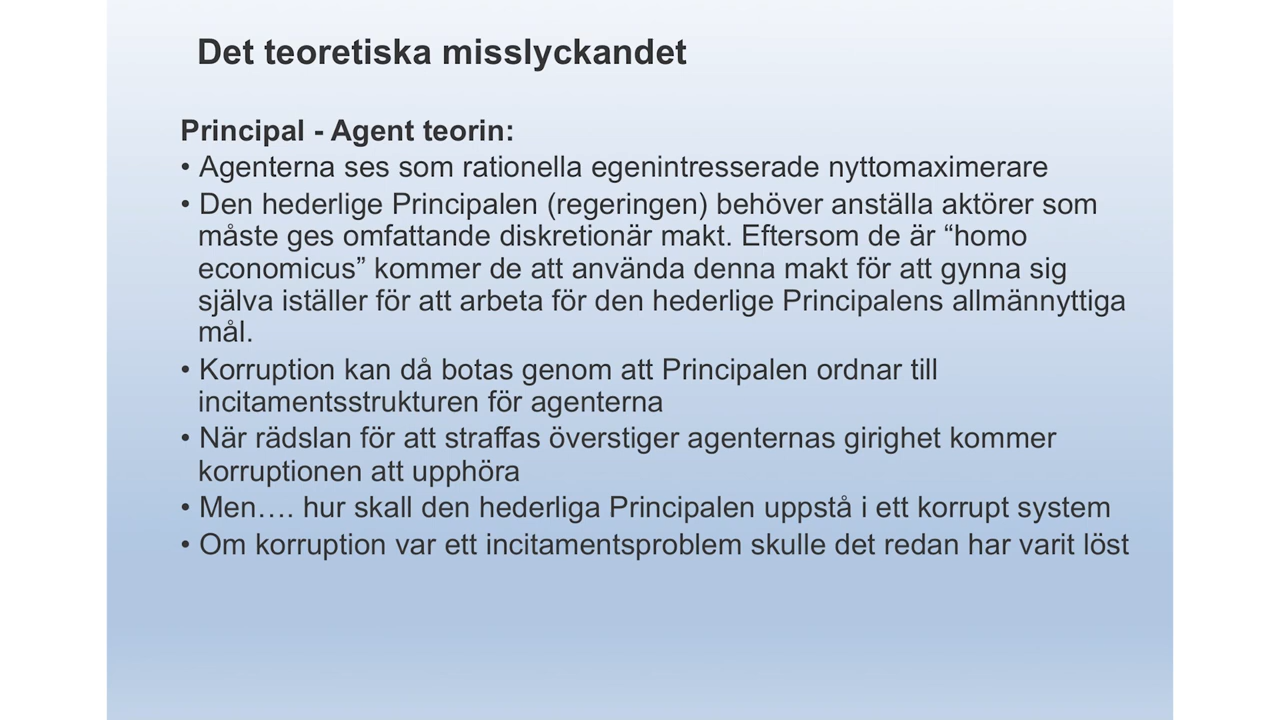 Det teoretiska misslyckandet
Principal - Agent teorin:
• Agenterna ses som rationella egenintresserade nyttomaximerare
• Den hederlige Principalen (regeringen) behöver anställa aktörer som
måste ges omfattande diskretionär makt. Eftersom de är “homo
economicus” kommer de att använda denna makt för att gynna sig
själva iställer för att arbeta för den hederlige Principalens allmännyttiga
mål.
• Korruption kan då botas genom att Principalen ordnar till
incitamentsstrukturen för agenterna
• När rädslan för att straffas överstiger agenternas girighet kommer
korruptionen att upphöra
• Men…. hur skall den hederliga Principalen uppstå i ett korrupt system
• Om korruption var ett incitamentsproblem skulle det redan har varit löst